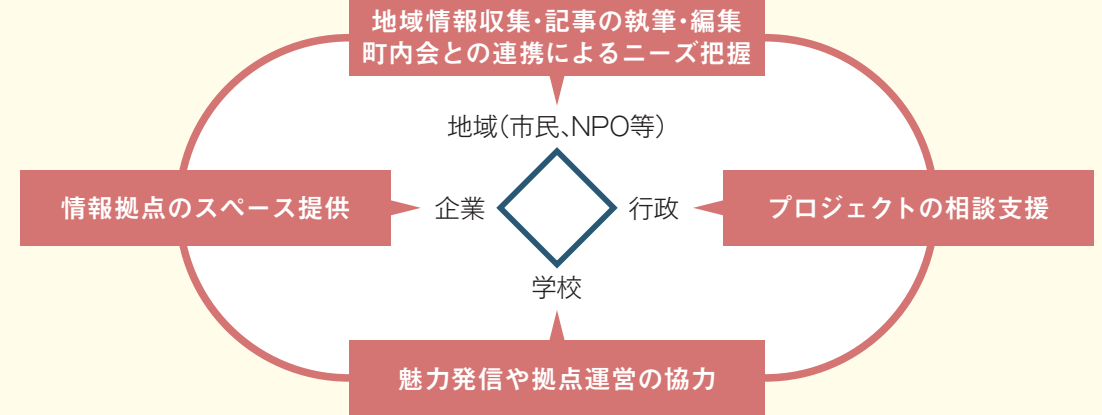 地域情報収集・記事の執筆・編集
町内会との連携によるニーズ把握
地域（市民、NPO等）
情報拠点のスペース提供
企業
行政
プロジェクトの相談支援
学校
魅力発信や拠点運営の協力